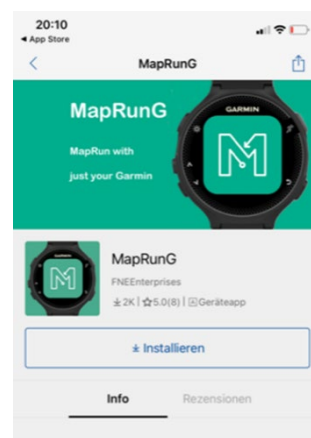 20:10
◀ App Store
MapRunG
MapRunG
MapRun with
just your Garmin
GARMIN
MapRunG
FNEEnterprises
2K | 5.0(8) | Geräteapp
Installieren
Info
Rezensionen